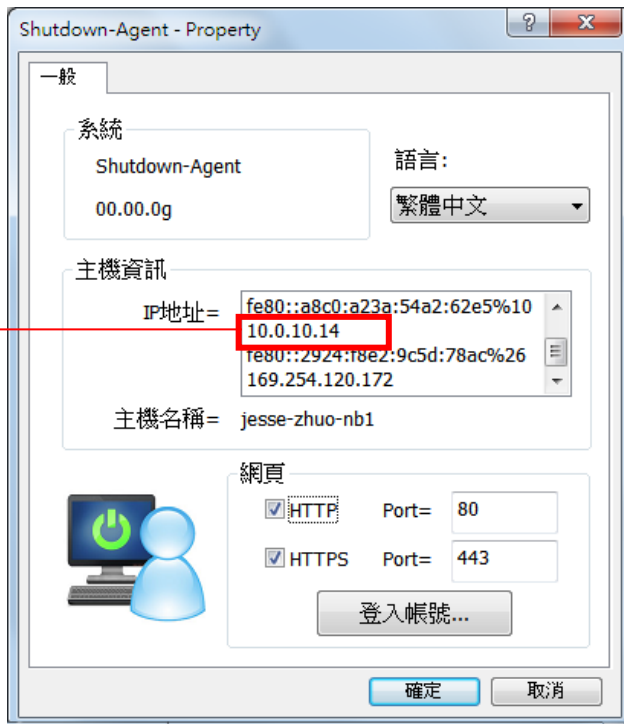 Shutdown-Agent - Property
一般
系統
Shutdown-Agent
00.00.0g
語言:
繁體中文
主機資訊
IP地址=
fe80::a8c0:a23a:54a2:62e5%10
10.0.10.14
fe80::2924:f8e2:9c5d:78ac%26
169.254.120.172
主機名稱= jesse-zhuo-nb1
網頁
HTTP Port= 80
HTTPS Port= 443
登入帳號...
確定 取消